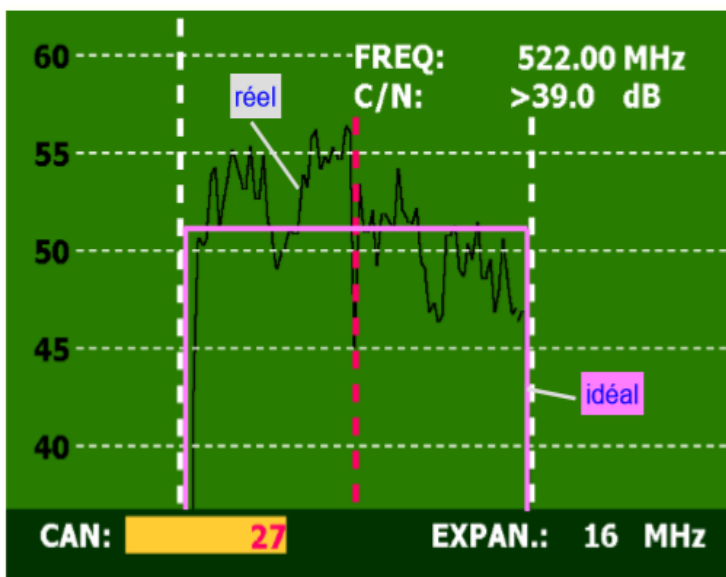 60
FREQ: 522.00 MHz
réel
C/N: >39.0 dB
55
50
45
idéal
40
CAN: 27 EXPAN.: 16 MHz